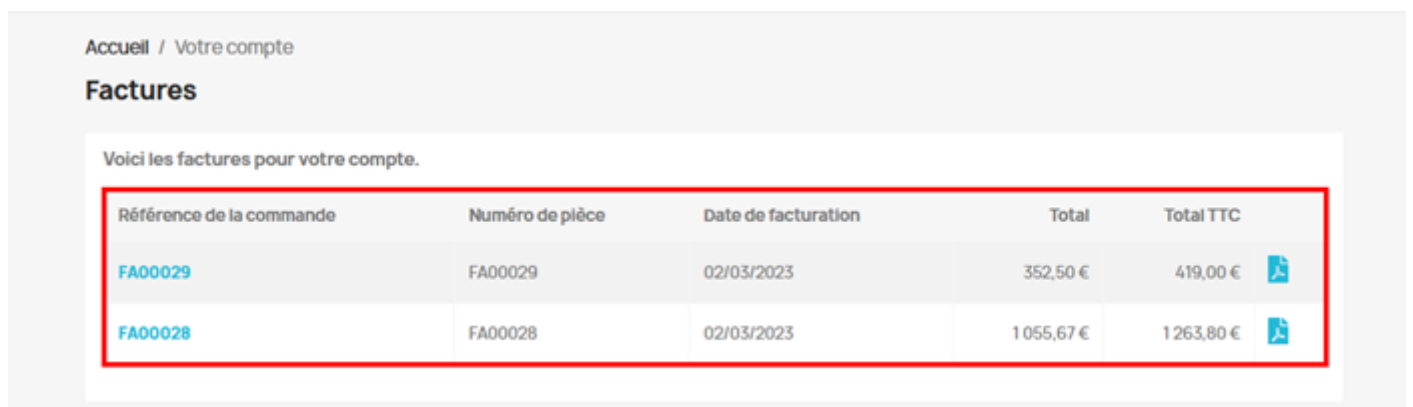 Accueil / Votre compte
Factures
Voici les factures pour votre compte.
Référence de la commande Numéro de pièce Date de facturation Total Total TTC
FA00029 FA00029 02/03/2023 352,50 € 419,00 €
FA00028 FA00028 02/03/2023 1 055,67 € 1 263,80 €